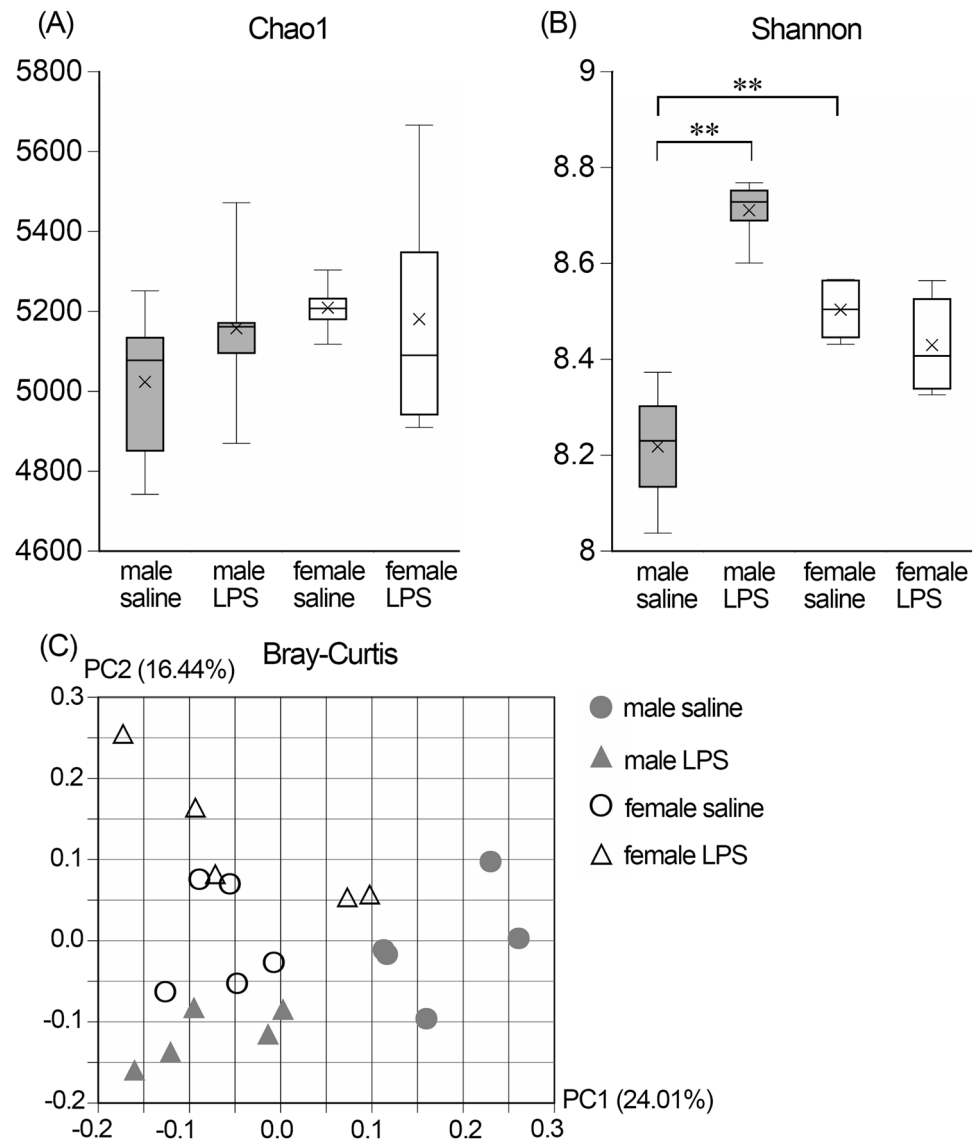 (A)
Chao1
5800
5600
5400
5200
5000
4800
4600
male
saline
male
LPS
female
saline
female
LPS
(B)
Shannon
9
8.8
8.6
8.4
8.2
8
**
**
male
saline
male
LPS
female
saline
female
LPS
(C)
Bray-Curtis
PC2 (16.44%)
0.3
0.2
0.1
0.0
-0.1
-0.2
-0.2
-0.1
0.0
0.1
0.2
0.3
PC1 (24.01%)
male saline
male LPS
female saline
female LPS